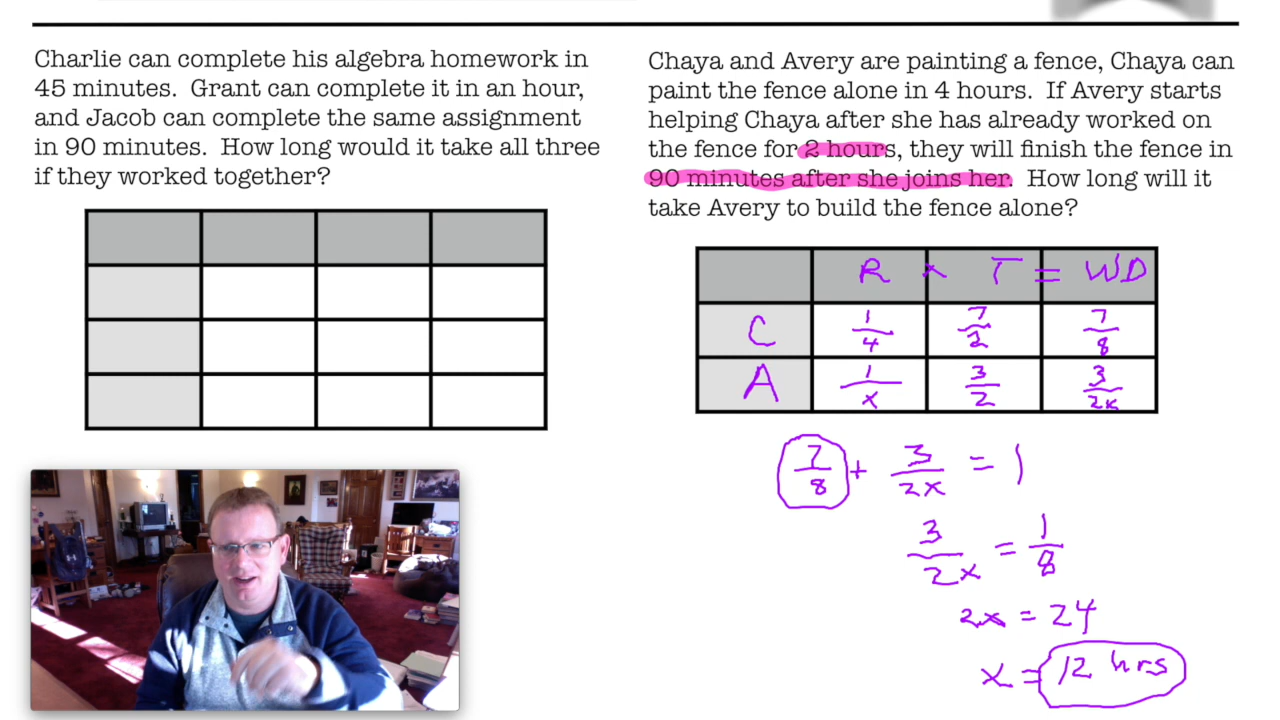 Charlie can complete his algebra homework in
45 minutes.  Grant can complete it in an hour,
and Jacob can complete the same assignment
in 90 minutes.  How long would it take all three
if they worked together?
Chaya and Avery are painting a fence, Chaya can
paint the fence alone in 4 hours.  If Avery starts
helping Chaya after she has already worked on
the fence for 2 hours, they will finish the fence in
90 minutes after she joins her.  How long will it
take Avery to build the fence alone?
R × T = WD
C 1/4 7/2 7/8
A 1/x 3/2 3/2x
7/8 + 3/2x = 1
3/2x = 1/8
2x = 24
x = 12 hrs